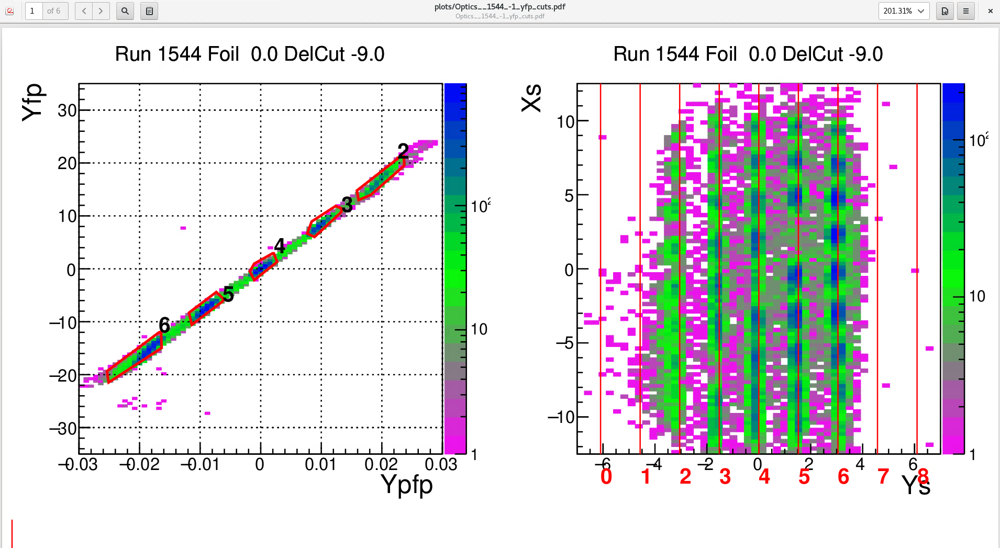 1 of 6
plots/Optics__1544_-1_yfp_cuts.pdf
Optics__1544_-1_yfp_cuts.pdf
201.31%
Run 1544 Foil 0.0 DelCut -9.0
Yfp
30
20
10
0
−10
−20
−30
2
3
4
5
6
10²
10
1
−0.03 −0.02 −0.01 0 0.01 0.02 0.03
Ypfp
Run 1544 Foil 0.0 DelCut -9.0
Xs
10
5
0
−5
−10
10²
10
1
−6 −4 −2 0 2 4 6
0 1 2 3 4 5 6 7 8
Ys